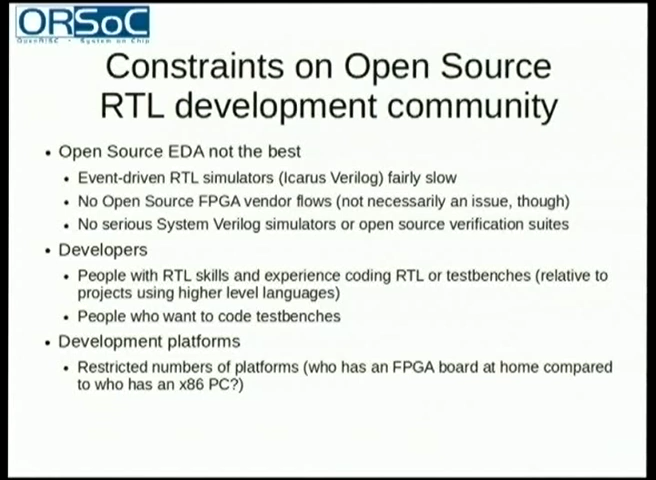 ORSoC
OpenRISC - System on Chip
Constraints on Open Source
RTL development community
• Open Source EDA not the best
• Event-driven RTL simulators (Icarus Verilog) fairly slow
• No Open Source FPGA vendor flows (not necessarily an issue, though)
• No serious System Verilog simulators or open source verification suites
• Developers
• People with RTL skills and experience coding RTL or testbenches (relative to
projects using higher level languages)
• People who want to code testbenches
• Development platforms
• Restricted numbers of platforms (who has an FPGA board at home compared
to who has an x86 PC?)